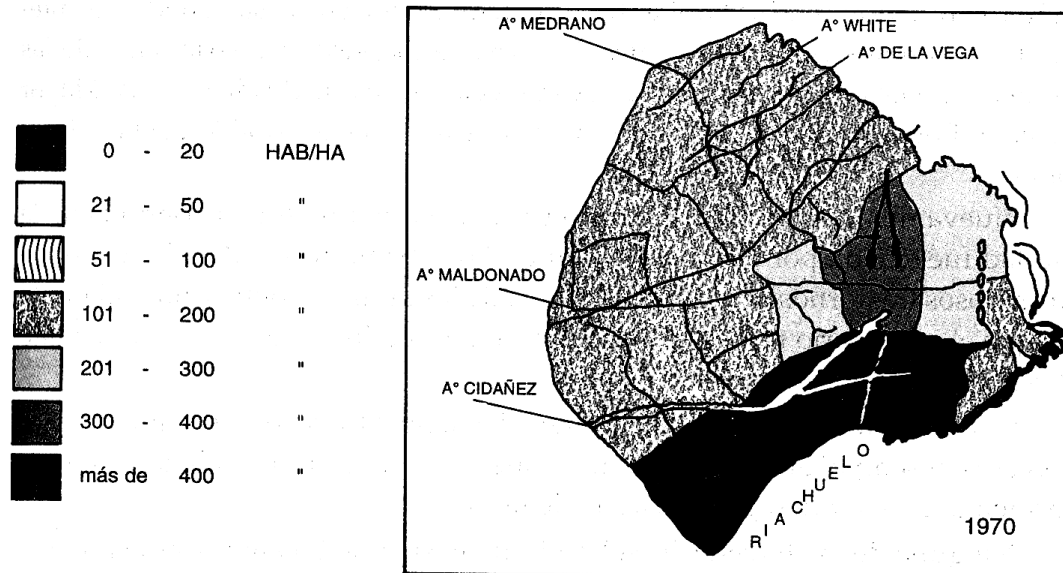 0 - 20 HAB/HA
21 - 50 "
51 - 100 "
101 - 200 "
201 - 300 "
300 - 400 "
más de 400 "
A° MEDRANO
A° WHITE
A° DE LA VEGA
A° MALDONADO
A° CIDAÑEZ
RIACHUELO
1970